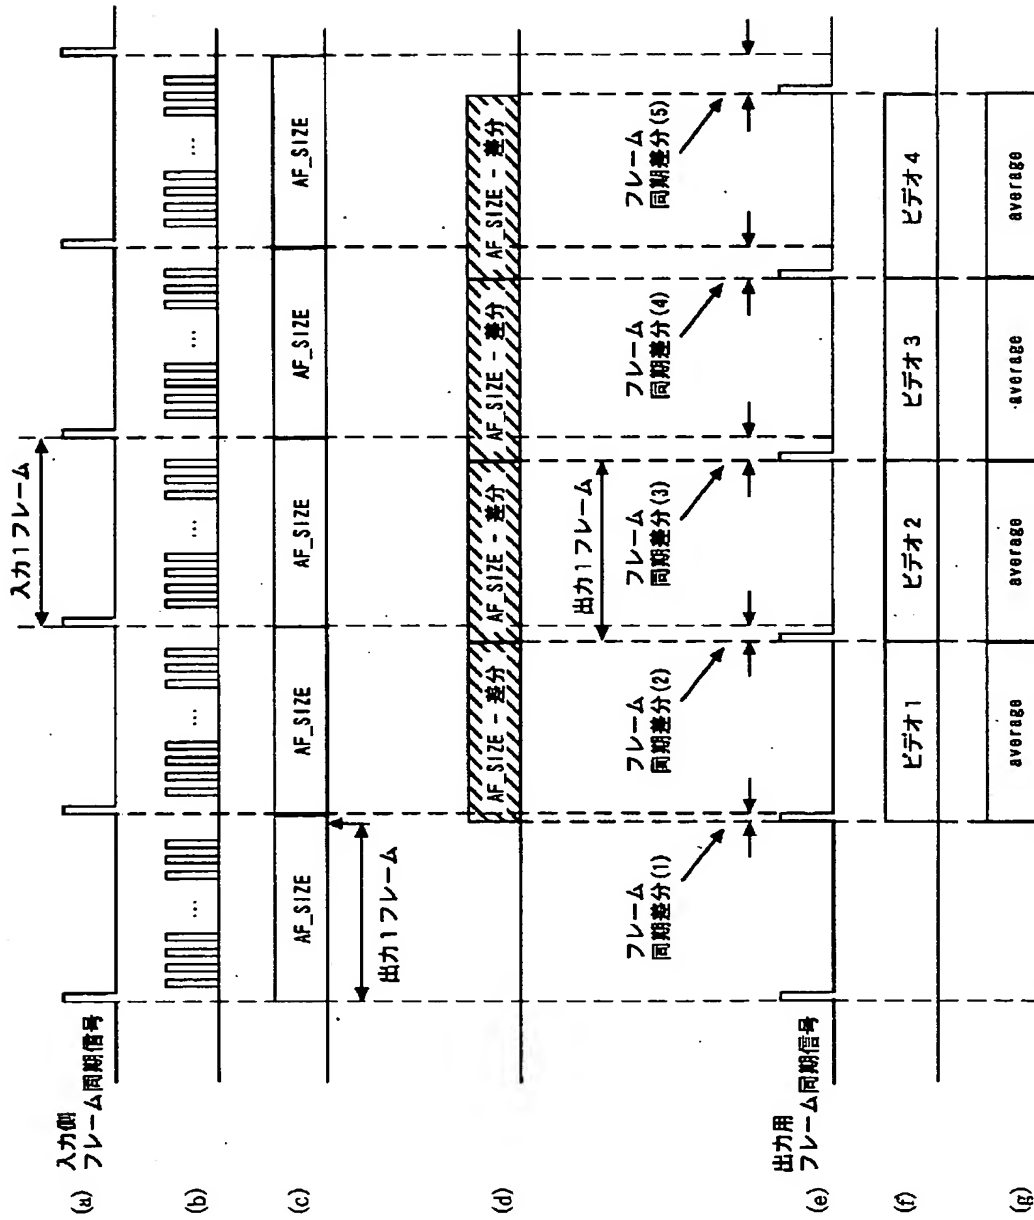 (a)
入力側
フレーム同期信号
入力1フレーム
(b)
...
...
...
...
...
(c)
AF_SIZE
AF_SIZE
AF_SIZE
AF_SIZE
AF_SIZE
出力1フレーム
(d)
AF_SIZE - 差分
AF_SIZE - 差分
AF_SIZE - 差分
AF_SIZE - 差分
出力1フレーム
フレーム
同期差分(1)
フレーム
同期差分(2)
フレーム
同期差分(3)
フレーム
同期差分(4)
フレーム
同期差分(5)
(e)
出力用
フレーム同期信号
(f)
ビデオ1
ビデオ2
ビデオ3
ビデオ4
(g)
average
average
average
average